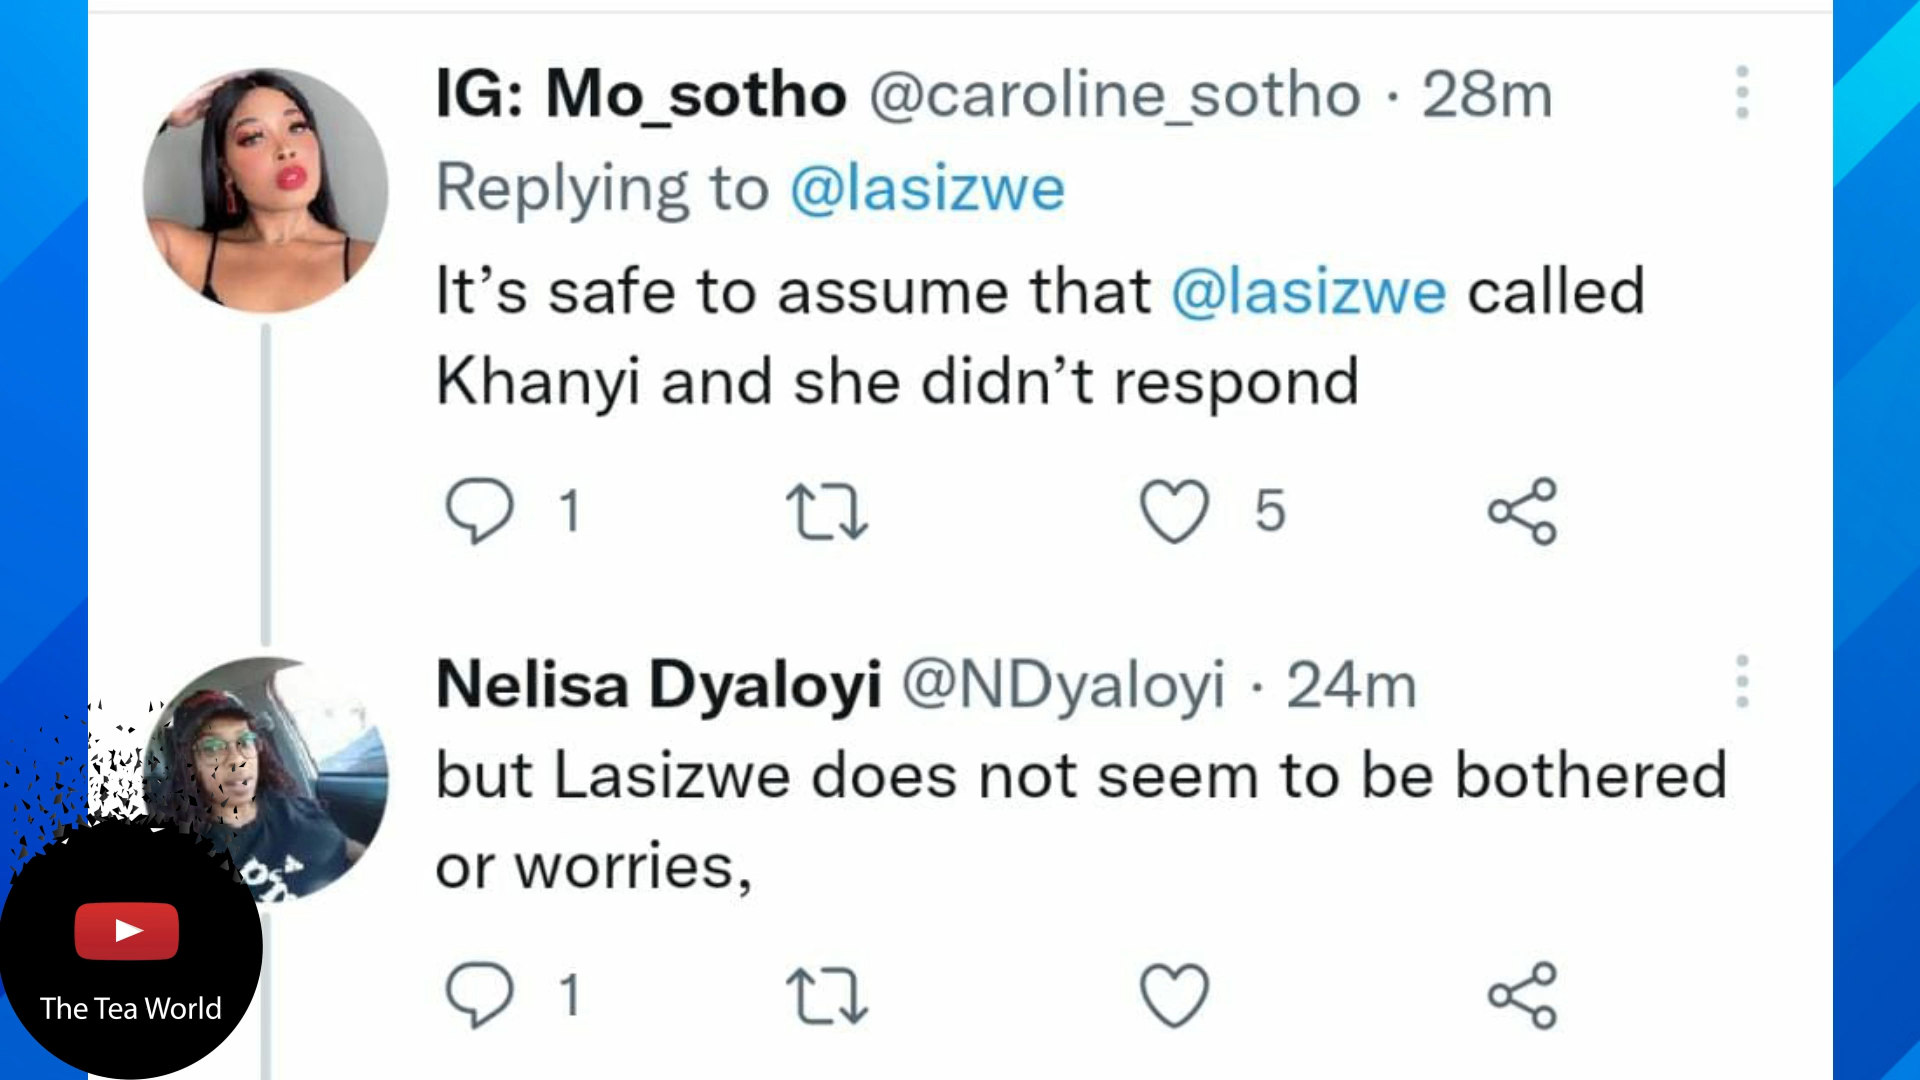 IG: Mo_sotho @caroline_sotho · 28m
Replying to @lasizwe
It’s safe to assume that @lasizwe called
Khanyi and she didn’t respond
1 5
Nelisa Dyaloyi @NDyaloyi · 24m
but Lasizwe does not seem to be bothered
or worries,
1
The Tea World